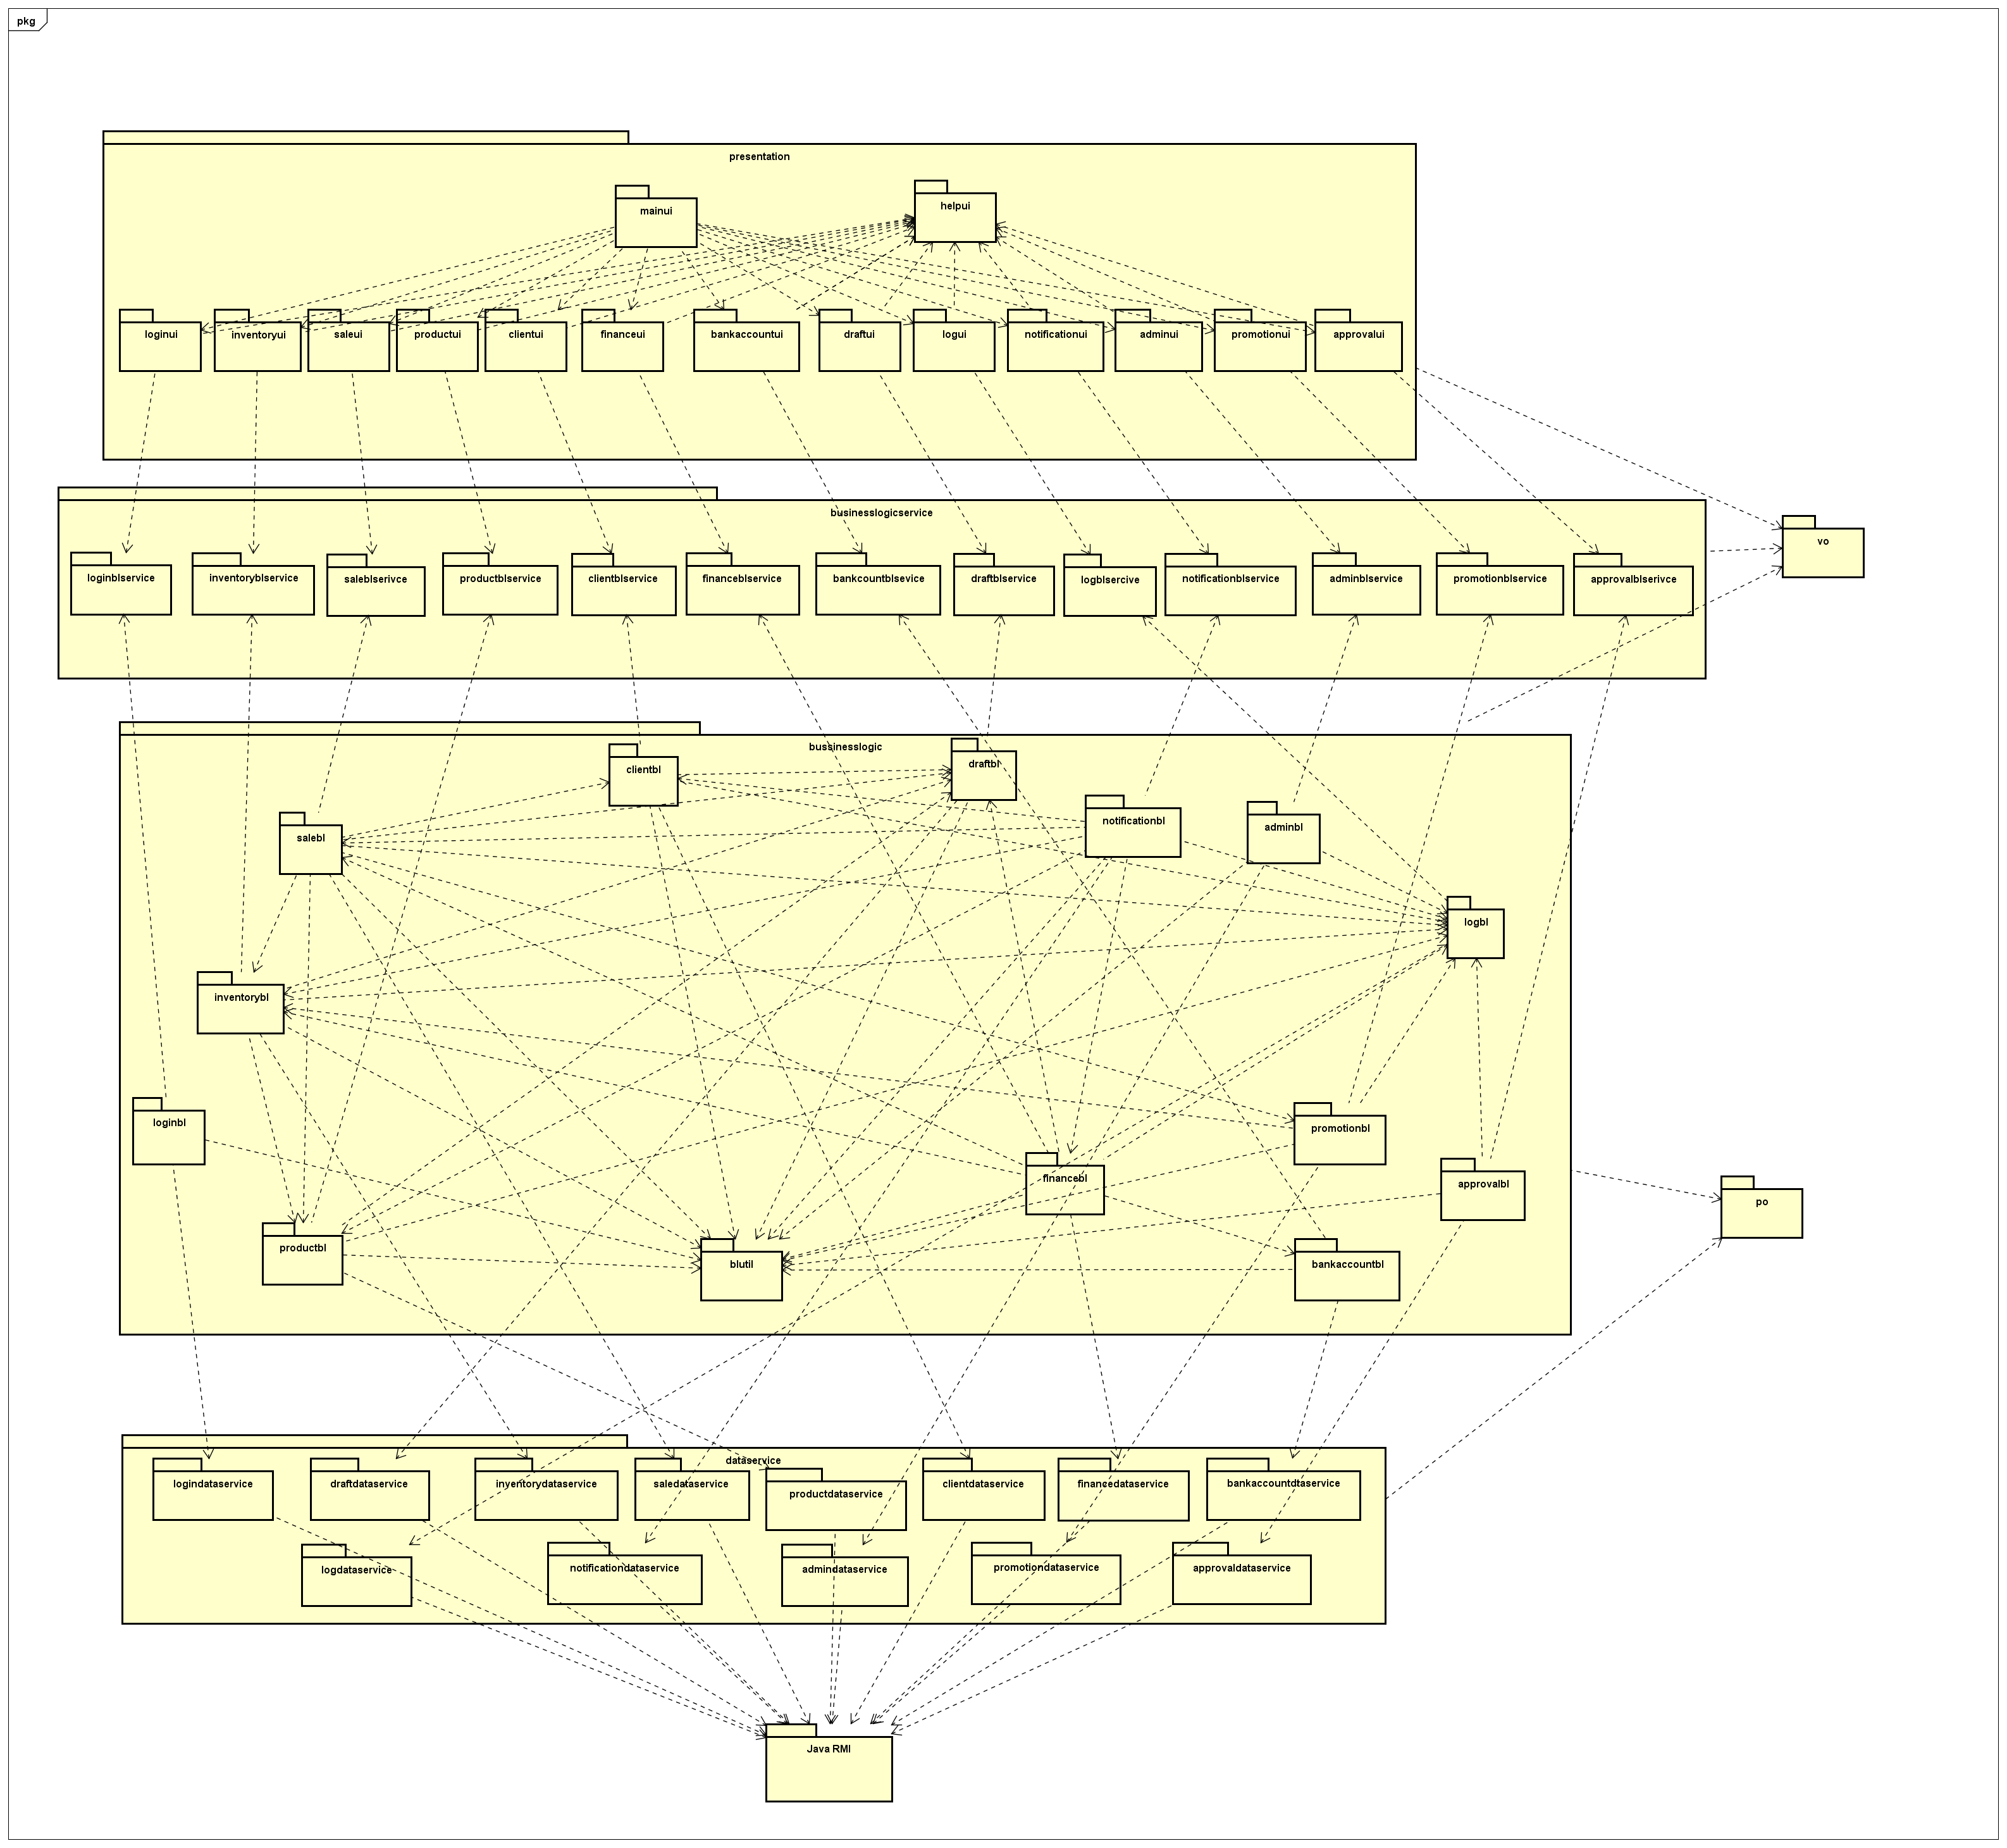 pkg
presentation
mainui
helpui
loginui
inventoryui
saleui
productui
clientui
financeui
bankaccountui
draftui
logui
notificationui
adminui
promotionui
approvalui
businesslogicservice
vo
loginblservice
inventoryblservice
saleblserivce
productblservice
clientblservice
financeblservice
bankcountblsevice
draftblservice
logblsercive
notificationblservice
adminblservice
promotionblservice
approvalblserivce
bussinesslogic
clientbl
draftbl
notificationbl
adminbl
salebl
logbl
inventorybl
loginbl
promotionbl
financebl
approvalbl
po
productbl
blutil
bankaccountbl
dataservice
logindataservice
draftdataservice
inventorydataservice
saledataservice
productdataservice
clientdataservice
financedataservice
bankaccountdtaservice
logdataservice
notificationdataservice
admindataservice
promotiondataservice
approvaldataservice
Java RMI